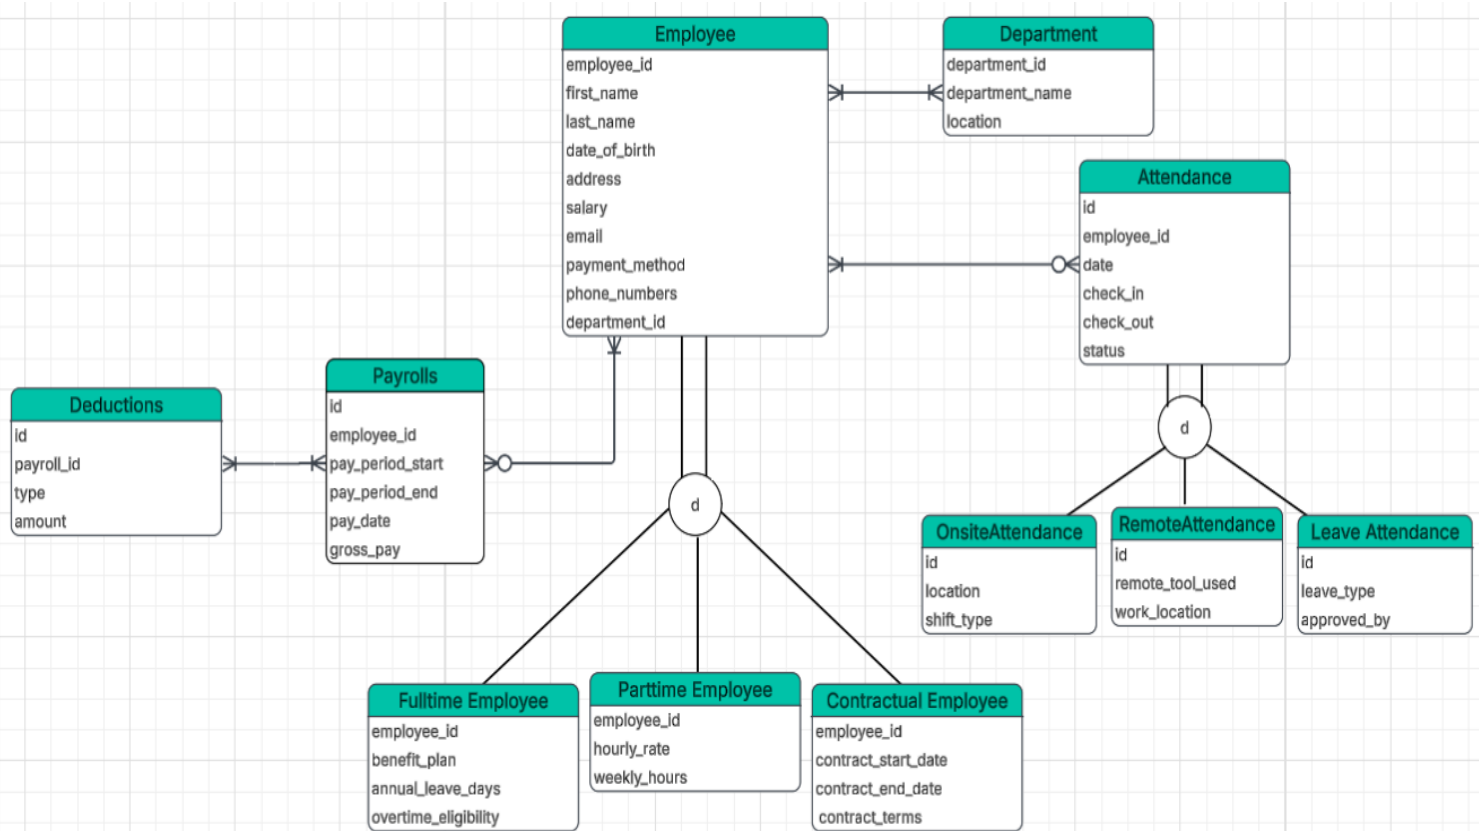 Employee
employee_id
first_name
last_name
date_of_birth
address
salary
email
payment_method
phone_numbers
department_id
Department
department_id
department_name
location
Attendance
id
employee_id
date
check_in
check_out
status
Deductions
id
payroll_id
type
amount
Payrolls
id
employee_id
pay_period_start
pay_period_end
pay_date
gross_pay
d
d
OnsiteAttendance
id
location
shift_type
RemoteAttendance
id
remote_tool_used
work_location
Leave Attendance
id
leave_type
approved_by
Fulltime Employee
employee_id
benefit_plan
annual_leave_days
overtime_eligibility
Parttime Employee
employee_id
hourly_rate
weekly_hours
Contractual Employee
employee_id
contract_start_date
contract_end_date
contract_terms